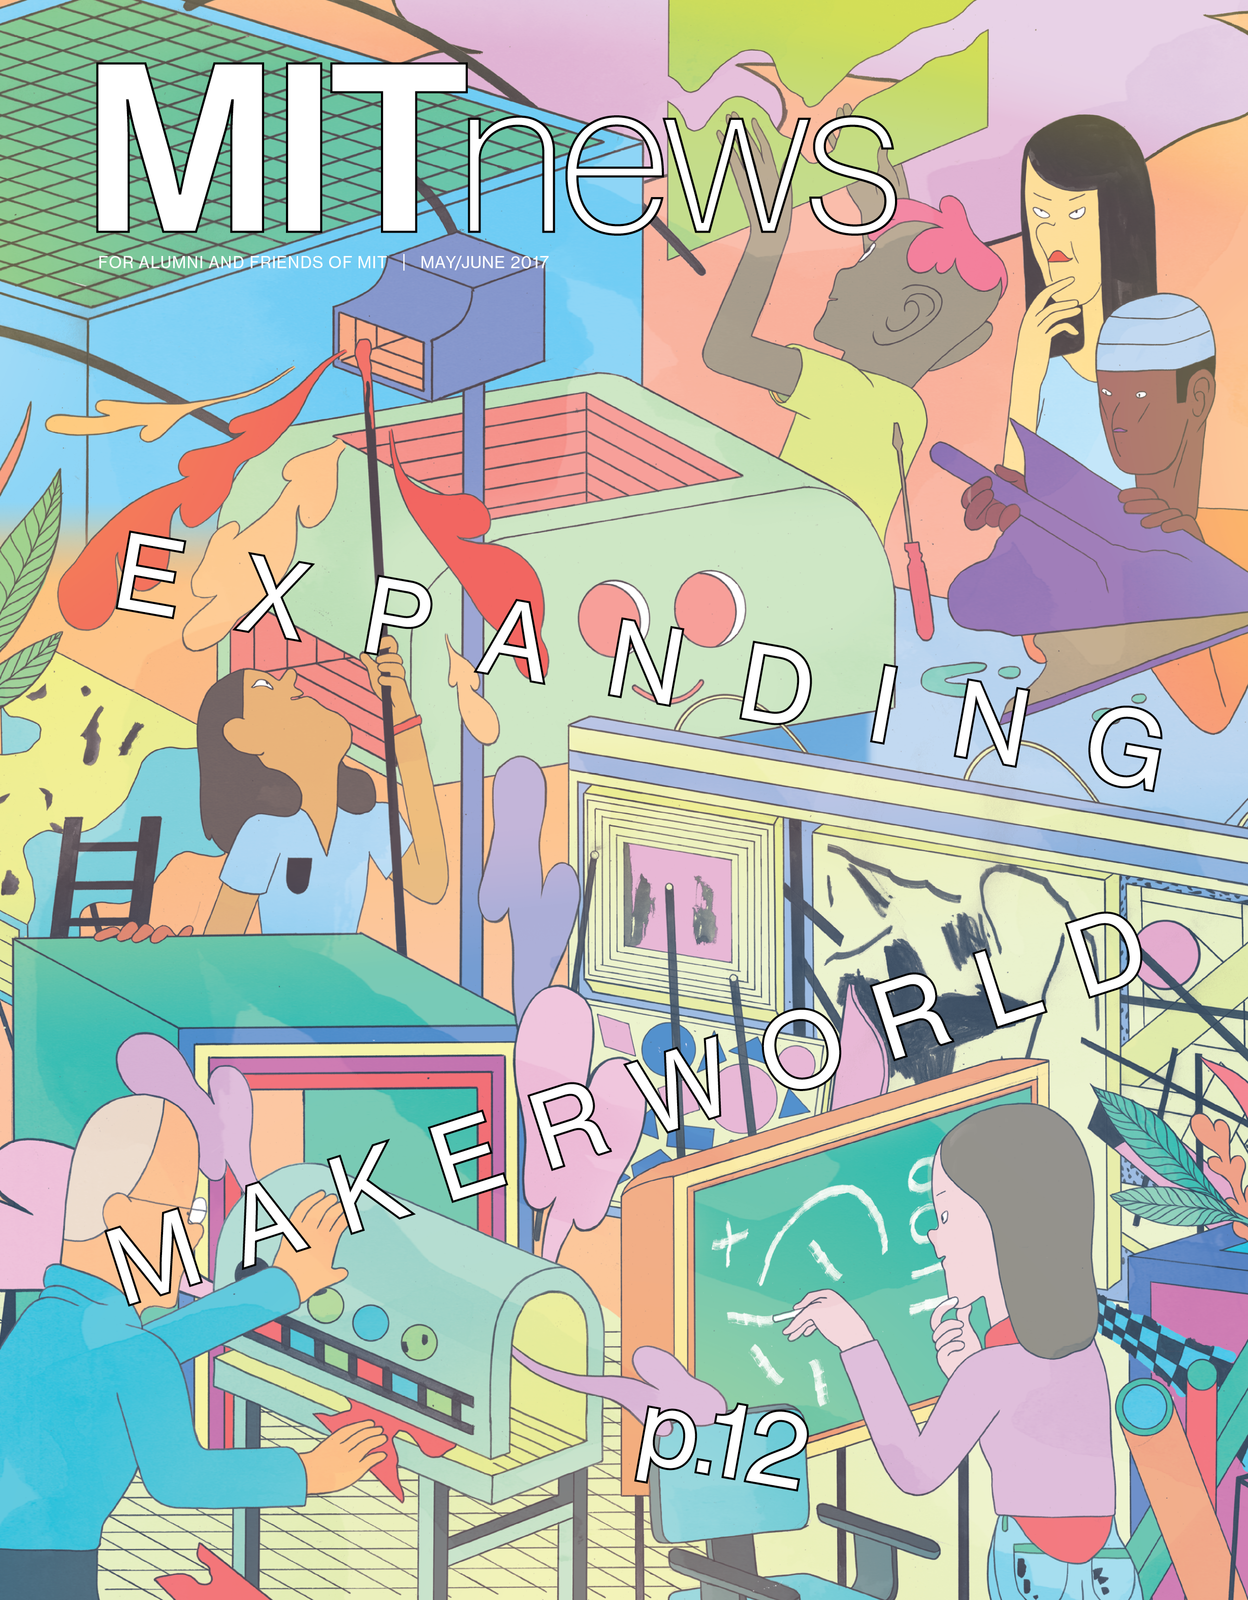 MITnews
FOR ALUMNI AND FRIENDS OF MIT | MAY/JUNE 2017
EXPANDING
MAKERWORLD
p.12